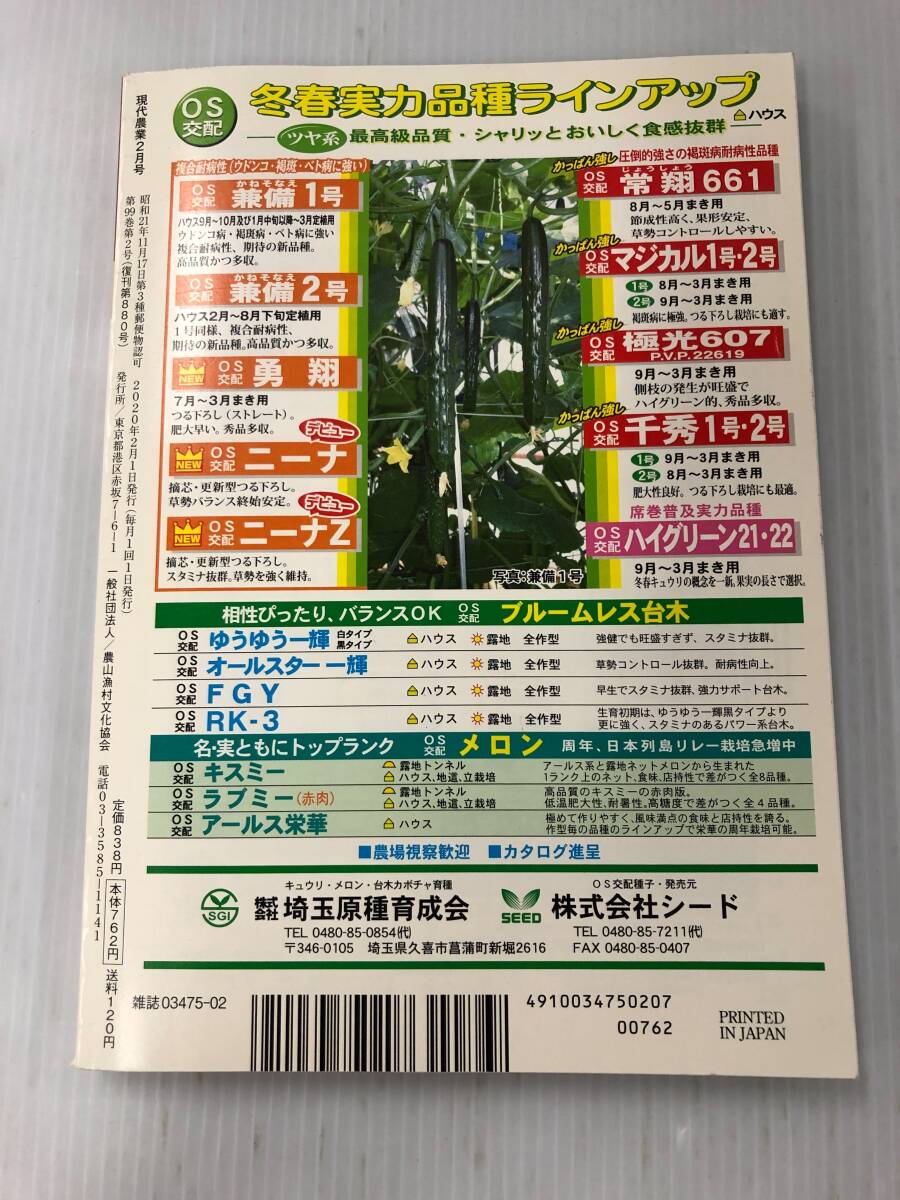 現代農業2月号
昭和21年11月17日第3種郵便物認可 2020年2月1日発行(毎月1回1日発行)
第99巻第2号(復刊第880号) 発行所/東京都港区赤坂7-6-1 一般社団法人/農山漁村文化協会 電話03-3585-1141
定価838円 本体762円 送料120円
OS交配
冬春実力品種ラインアップ
ハウス
ツヤ系 最高級品質・シャリッとおいしく食感抜群
複合耐病性(ウドンコ・褐斑・ベト病に強い)
かねそなえ
OS交配 兼備1号
ハウス9月～10月及び1月中旬以降～3月定植用
ウドンコ病・褐斑病・ベト病に強い
複合耐病性、期待の新品種。
高品質かつ多収。
かねそなえ
OS交配 兼備2号
ハウス2月～8月下旬定植用
1号同様、複合耐病性、
期待の新品種。高品質かつ多収。
NEW OS交配 勇翔
7月～3月まき用
つる下ろし(ストレート)。
肥大早い。秀品多収。
デビュー
NEW OS交配 ニーナ
摘芯・更新型つる下ろし。
草勢バランス終始安定。
デビュー
NEW OS交配 ニーナZ
摘芯・更新型つる下ろし。
スタミナ抜群。草勢を強く維持。
写真:兼備1号
かっぱん強し 圧倒的強さの褐斑病耐病性品種
じょうしょう
OS交配 常翔661
8月～5月まき用
節成性高く、果形安定、
草勢コントロールしやすい。
かっぱん強し
OS交配 マジカル1号・2号
1号 8月～3月まき用
2号 9月～3月まき用
褐斑病に極強。つる下ろし栽培にも適す。
かっぱん強し
OS交配 極光607
P.V.P.22619
9月～3月まき用
側枝の発生が旺盛で
ハイグリーン的、秀品多収。
かっぱん強し
OS交配 千秀1号・2号
1号 9月～3月まき用
2号 8月～3月まき用
肥大性良好。つる下ろし栽培にも最適。
席巻普及実力品種
OS交配 ハイグリーン21・22
9月～3月まき用
冬春キュウリの概念を一新。果実の長さで選択。
相性ぴったり、バランスOK OS交配 ブルームレス台木
OS交配 ゆうゆう一輝 白タイプ 黒タイプ ハウス 露地 全作型 強健でも旺盛すぎず、スタミナ抜群。
OS交配 オールスター一輝 ハウス 露地 全作型 草勢コントロール抜群。耐病性向上。
OS交配 FGY ハウス 露地 全作型 早生でスタミナ抜群、強力サポート台木。
OS交配 RK-3 ハウス 露地 全作型 生育初期は、ゆうゆう一輝黒タイプより
更に強く、スタミナのあるパワー系台木。
名・実ともにトップランク OS交配 メロン 周年、日本列島リレー栽培急増中
OS交配 キスミー 露地トンネル ハウス、地這、立栽培 アールス系と露地ネットメロンから生まれた
1ランク上のネット、食味、店持性で差がつく全8品種。
OS交配 ラブミー(赤肉) 露地トンネル ハウス、地這、立栽培 高品質のキスミーの赤肉版。
低温肥大性、耐暑性。高糖度で差がつく全4品種。
OS交配 アールス栄華 ハウス 極めて作りやすく、風味満点の食味と店持性を誇る。
作型毎の品種のラインアップで栄華の周年栽培可能。
■農場視察歓迎 ■カタログ進呈
キュウリ・メロン・台木カボチャ育種
SGI 株式会社 埼玉原種育成会
TEL 0480-85-0854(代)
〒346-0105 埼玉県久喜市菖蒲町新堀2616
OS交配種子・発売元
SEED 株式会社シード
TEL 0480-85-7211(代)
FAX 0480-85-0407
雑誌03475-02
4910034750207
00762
PRINTED
IN JAPAN